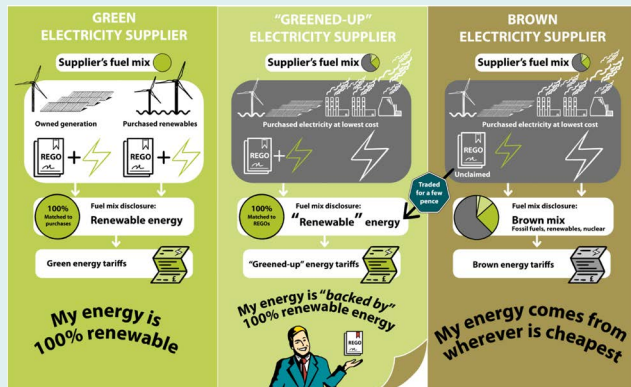 GREEN
ELECTRICITY SUPPLIER
Supplier's fuel mix
Owned generation
Purchased renewables
REGO
+
REGO
+
100%
Matched to
purchases
Fuel mix disclosure:
Renewable energy
Green energy tariffs
My energy is
100% renewable
"GREENED-UP"
ELECTRICITY SUPPLIER
Supplier's fuel mix
Purchased electricity at lowest cost
REGO
+
100%
Matched to
REGOs
Fuel mix disclosure:
"Renewable" energy
"Greened-up" energy tariffs
My energy is "backed by"
100% renewable energy
REGO
Traded
for a few
pence
BROWN
ELECTRICITY SUPPLIER
Supplier's fuel mix
Purchased electricity at lowest cost
REGO
Unclaimed
Fuel mix disclosure:
Brown mix
Fossil fuels, renewables, nuclear
Brown energy tariffs
My energy comes from
wherever is cheapest